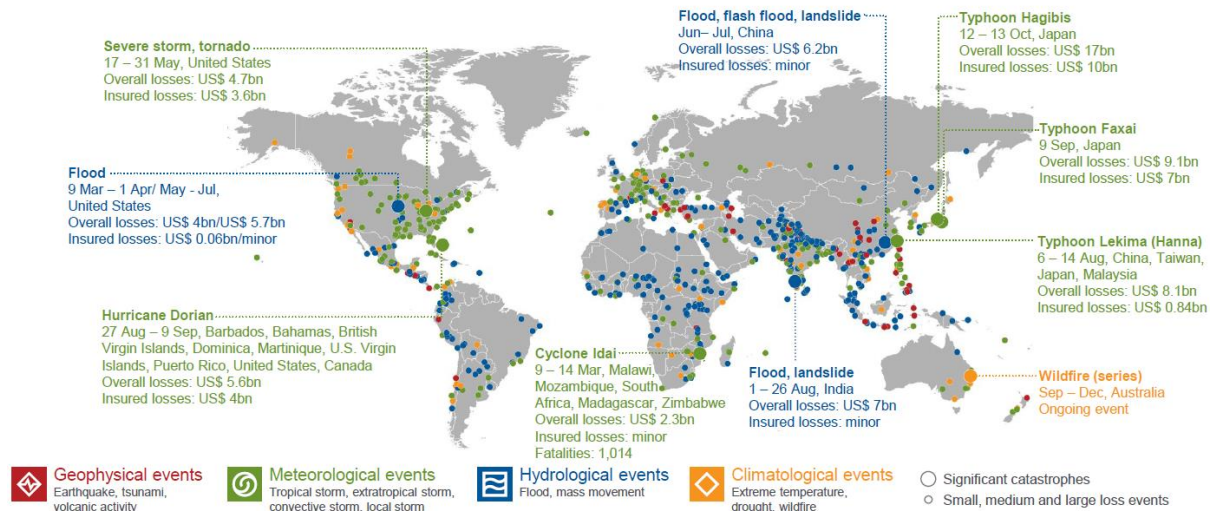 Severe storm, tornado
17 – 31 May, United States
Overall losses: US$ 4.7bn
Insured losses: US$ 3.6bn
Flood, flash flood, landslide
Jun– Jul, China
Overall losses: US$ 6.2bn
Insured losses: minor
Typhoon Hagibis
12 – 13 Oct, Japan
Overall losses: US$ 17bn
Insured losses: US$ 10bn
Typhoon Faxai
9 Sep, Japan
Overall losses: US$ 9.1bn
Insured losses: US$ 7bn
Flood
9 Mar – 1 Apr/ May - Jul,
United States
Overall losses: US$ 4bn/US$ 5.7bn
Insured losses: US$ 0.06bn/minor
Typhoon Lekima (Hanna)
6 – 14 Aug, China, Taiwan,
Japan, Malaysia
Overall losses: US$ 8.1bn
Insured losses: US$ 0.84bn
Hurricane Dorian
27 Aug – 9 Sep, Barbados, Bahamas, British
Virgin Islands, Dominica, Martinique, U.S. Virgin
Islands, Puerto Rico, United States, Canada
Overall losses: US$ 5.6bn
Insured losses: US$ 4bn
Cyclone Idai
9 – 14 Mar, Malawi,
Mozambique, South
Africa, Madagascar, Zimbabwe
Overall losses: US$ 2.3bn
Insured losses: minor
Fatalities: 1,014
Flood, landslide
1 – 26 Aug, India
Overall losses: US$ 7bn
Insured losses: minor
Wildfire (series)
Sep – Dec, Australia
Ongoing event
Geophysical events
Earthquake, tsunami,
volcanic activity
Meteorological events
Tropical storm, extratropical storm,
convective storm, local storm
Hydrological events
Flood, mass movement
Climatological events
Extreme temperature,
drought, wildfire
Significant catastrophes
Small, medium and large loss events